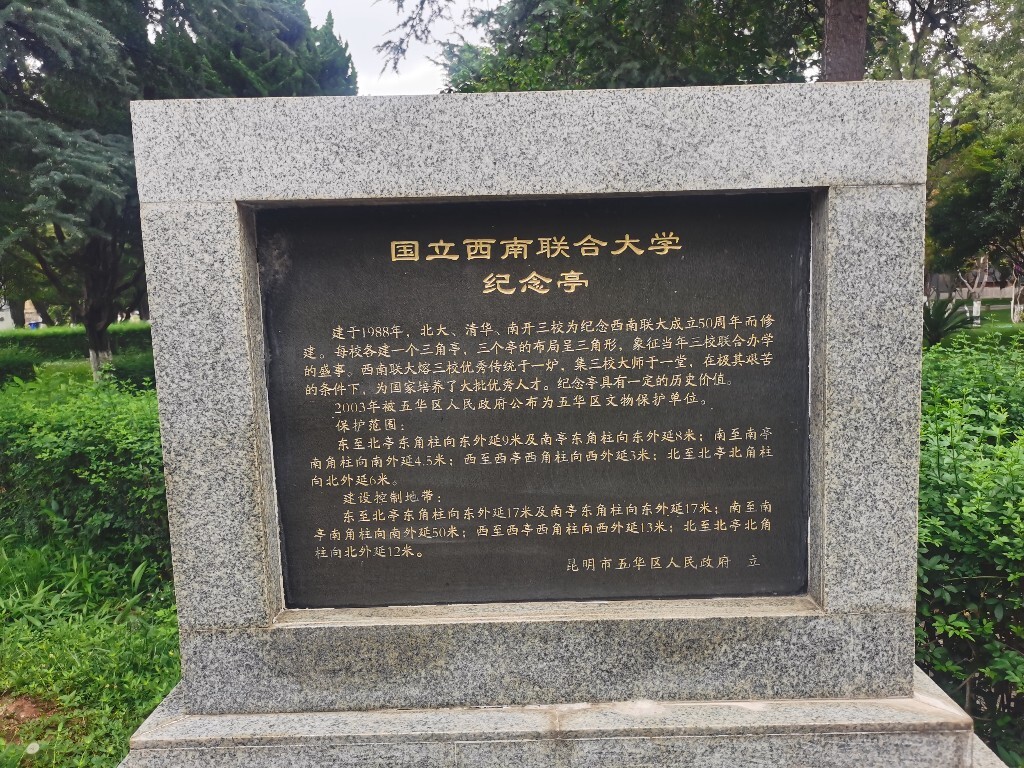 国立西南联合大学
纪念亭
建于1988年，北大、清华、南开三校为纪念西南联大成立50周年而修
建。每校各建一个三角亭，三个亭的布局呈三角形，象征当年三校联合办学
的盛事。西南联大熔三校优秀传统于一炉，集三校大师于一堂，在极其艰苦
的条件下，为国家培养了大批优秀人才。纪念亭具有一定的历史价值。
2003年被五华区人民政府公布为五华区文物保护单位。
保护范围：
东至北亭东角柱向东外延9米及南亭东角柱向东外延8米；南至南亭
南角柱向南外延4.5米；西至西亭西角柱向西外延3米；北至北亭北角柱
向北外延6米。
建设控制地带：
东至北亭东角柱向东外延17米及南亭东角柱向东外延17米；南至南
亭南角柱向南外延50米；西至西亭西角柱向西外延13米；北至北亭北角
柱向北外延12米。
昆明市五华区人民政府 立